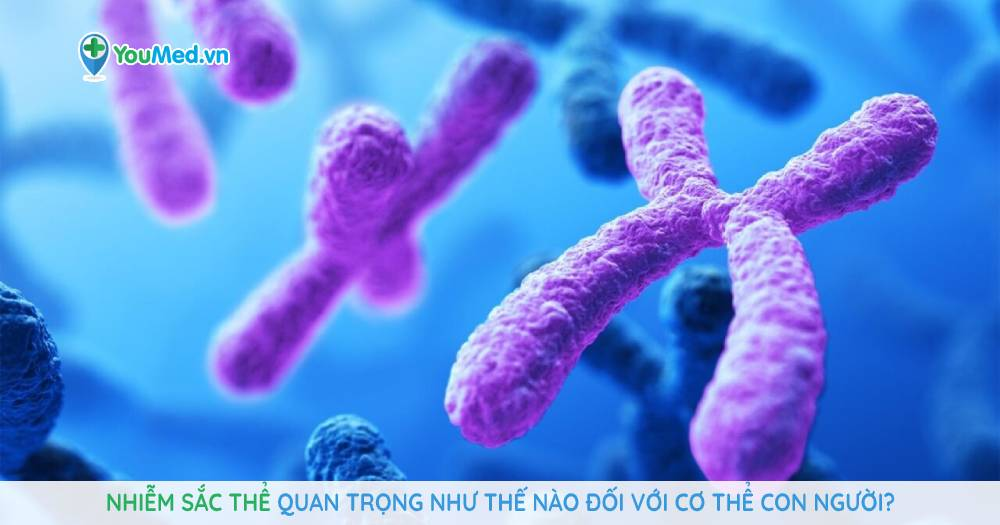 YouMed.vn
NHIỄM SẮC THỂ QUAN TRỌNG NHƯ THẾ NÀO ĐỐI VỚI CƠ THỂ CON NGƯỜI?